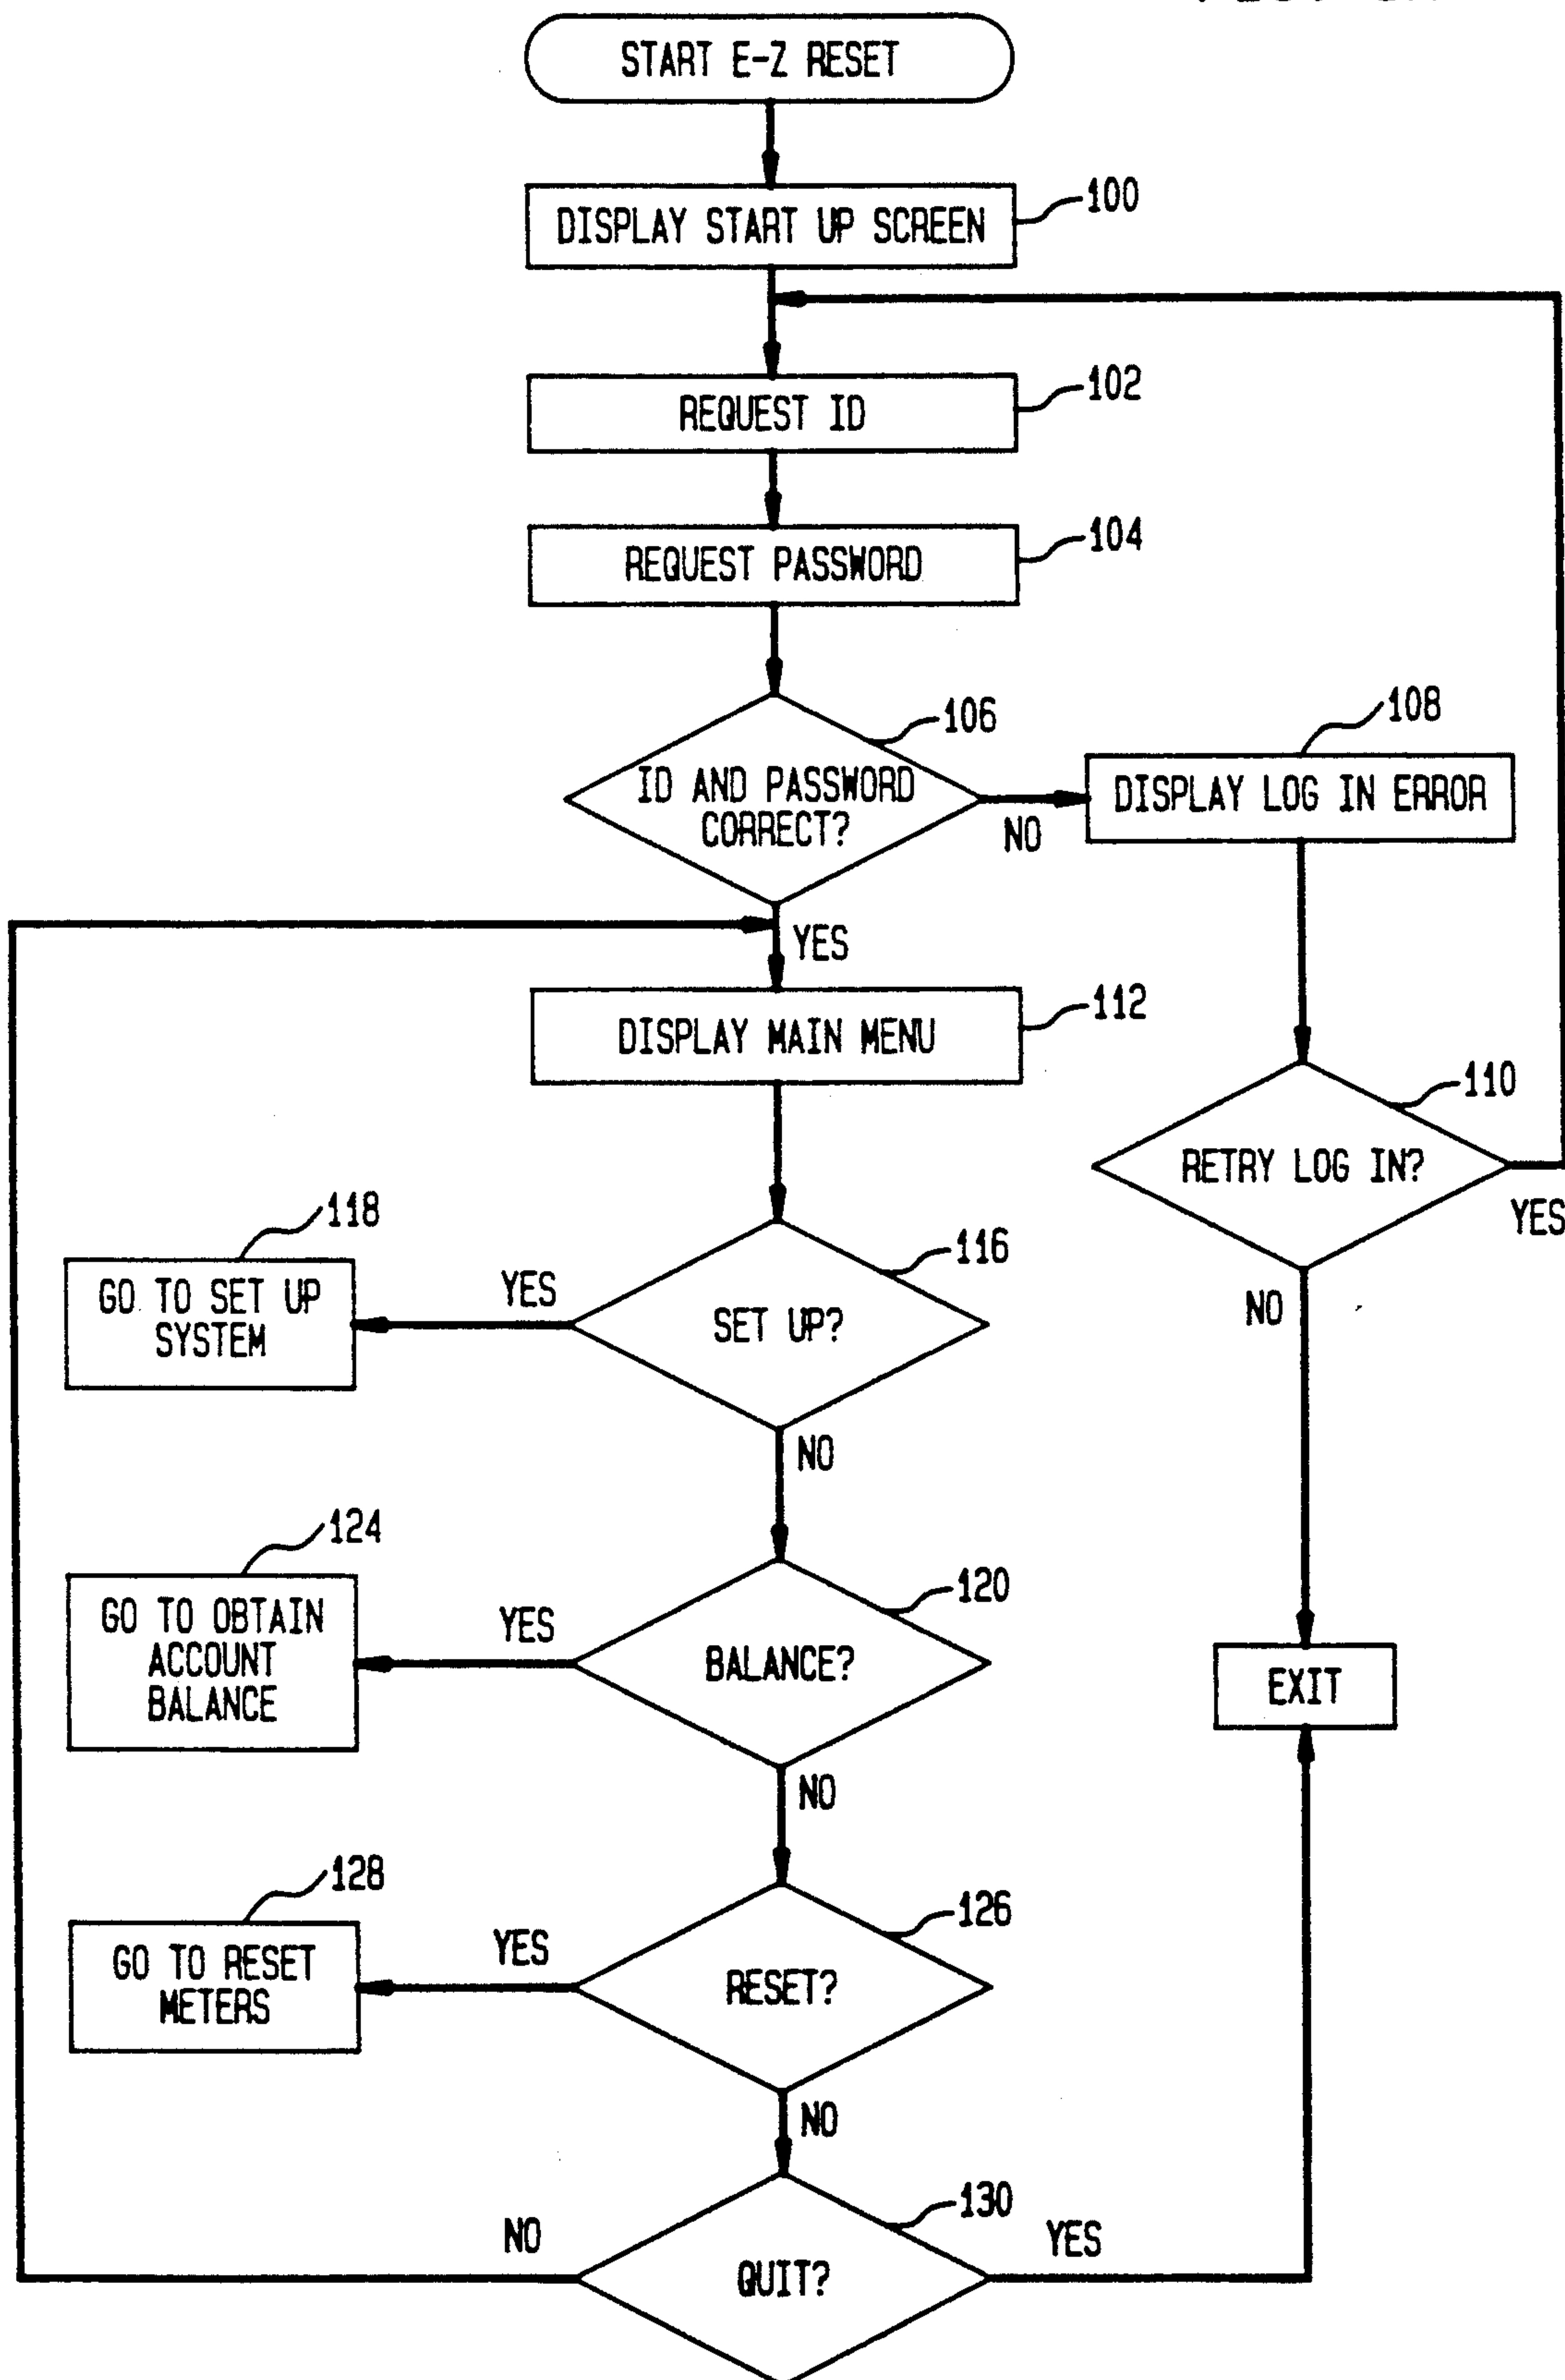 START E-Z RESET
DISPLAY START UP SCREEN
100
REQUEST ID
102
REQUEST PASSWORD
104
106
ID AND PASSWORD
CORRECT?
NO
108
DISPLAY LOG IN ERROR
YES
DISPLAY MAIN MENU
112
110
RETRY LOG IN?
YES
NO
118
GO TO SET UP
SYSTEM
YES
116
SET UP?
NO
124
GO TO OBTAIN
ACCOUNT
BALANCE
YES
120
BALANCE?
NO
EXIT
128
GO TO RESET
METERS
YES
126
RESET?
NO
NO
130
QUIT?
YES